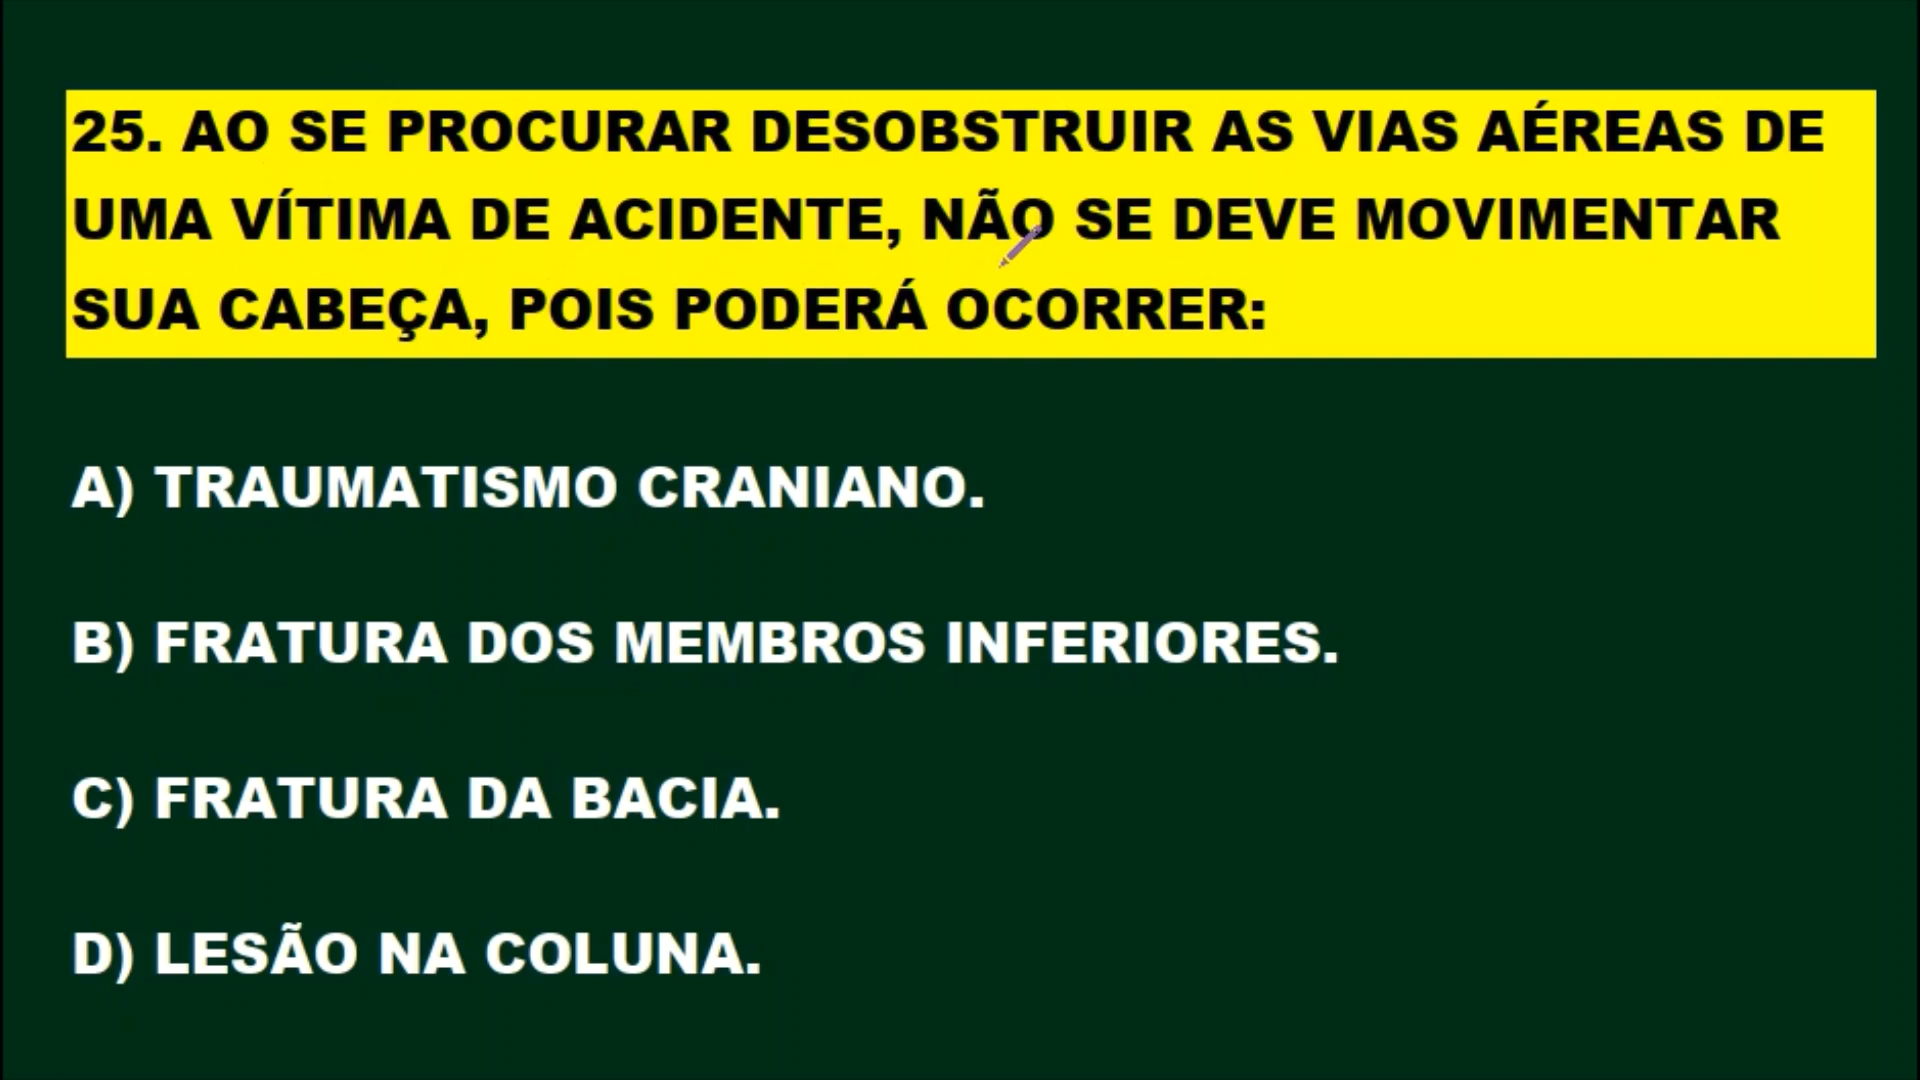 25. AO SE PROCURAR DESOBSTRUIR AS VIAS AÉREAS DE
UMA VÍTIMA DE ACIDENTE, NÃO SE DEVE MOVIMENTAR
SUA CABEÇA, POIS PODERÁ OCORRER:
A) TRAUMATISMO CRANIANO.
B) FRATURA DOS MEMBROS INFERIORES.
C) FRATURA DA BACIA.
D) LESÃO NA COLUNA.